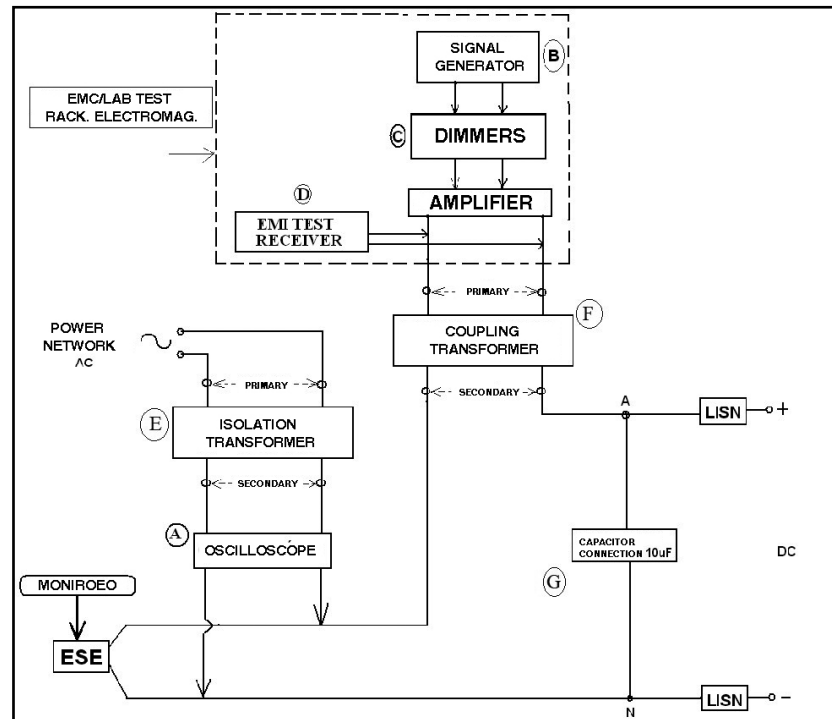 SIGNAL
GENERATOR
B
EMC/LAB TEST
RACK. ELECTROMAG.
C
DIMMERS
D
AMPLIFIER
EMI TEST
RECEIVER
PRIMARY
F
POWER
NETWORK
AC
COUPLING
TRANSFORMER
PRIMARY
SECONDARY
E
ISOLATION
TRANSFORMER
A
LISN
+
SECONDARY
A
OSCILLOSCÓPE
CAPACITOR
CONNECTION 10uF
DC
G
MONIROEO
ESE
LISN
-
N